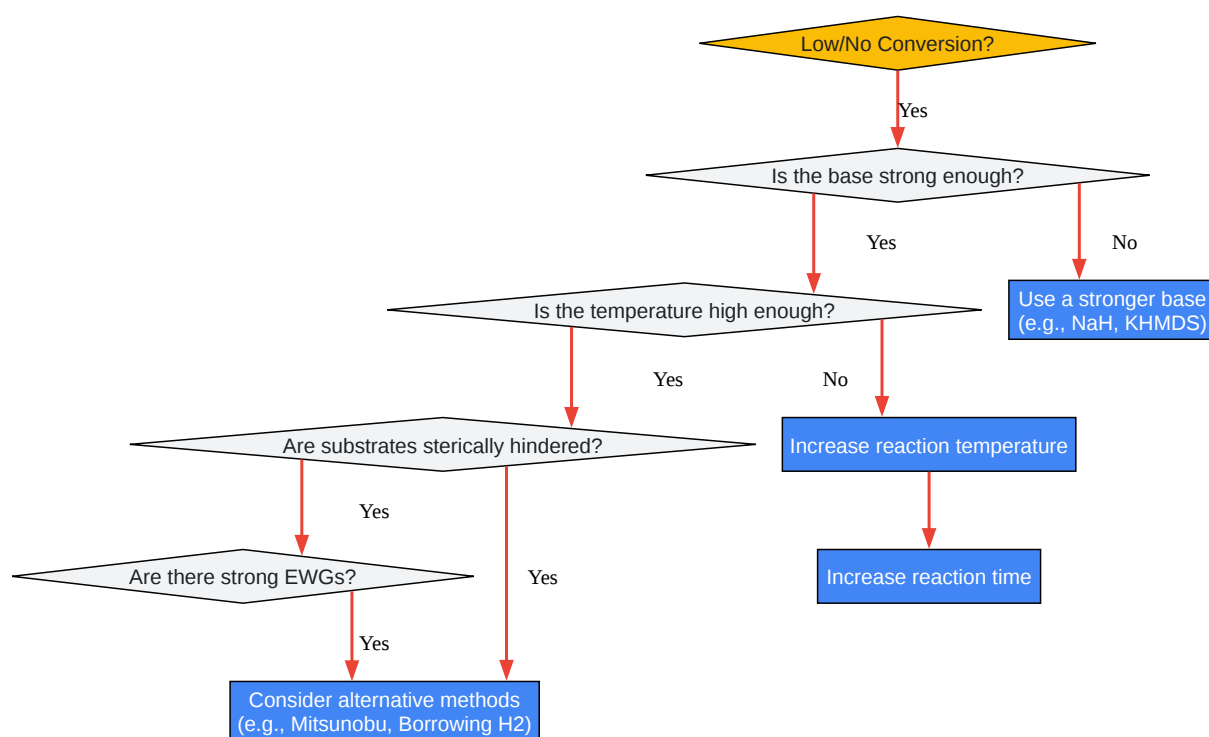 Low/No Conversion?
Yes
Is the base strong enough?
Yes
No
Use a stronger base
(e.g., NaH, KHMDS)
Is the temperature high enough?
Yes
No
Increase reaction temperature
Are substrates sterically hindered?
Yes
Yes
Are there strong EWGs?
Increase reaction time
Yes
Consider alternative methods
(e.g., Mitsunobu, Borrowing H2)